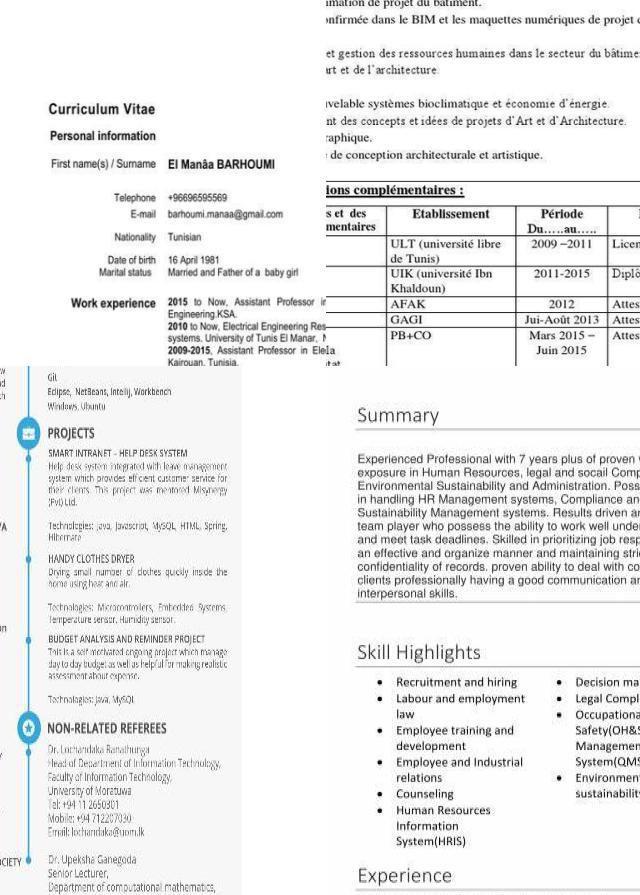 Curriculum Vitae
Personal information
First name(s) / Surname El Manâa BARHOUMI
Telephone +96696595569
E-mail barhoumi.manaa@gmail.com
Nationality Tunisian
Date of birth 16 April 1981
Marital status Married and Father of a baby girl
Work experience 2015 to Now, Assistant Professor in
Engineering.KSA.
2010 to Now, Electrical Engineering Res
systems. University of Tunis El Manar,
2009-2015, Assistant Professor in Ele
Kairouan, Tunisia.
imation de projet du bâtiment.
onfirmée dans le BIM et les maquettes numériques de projet d
et gestion des ressources humaines dans le secteur du bâtime
art et de l'architecture
velable systèmes bioclimatique et économie d'énergie.
nt des concepts et idées de projets d'Art et d'Architecture.
raphique.
de conception architecturale et artistique.
ions complémentaires :
s et des Etablissement Période
mentaires Du…..au…..
ULT (université libre 2009 –2011 Licen
de Tunis)
UIK (université Ibn 2011-2015 Diplô
Khaldoun)
AFAK 2012 Attes
GAGI Jui-Août 2013 Attes
PB+CO Mars 2015 – Attes
Juin 2015
Git
Eclipse, NetBeans, Intellij, Workbench
Windows, Ubuntu
PROJECTS
SMART INTRANET – HELP DESK SYSTEM
Help desk system integrated with leave management
system which provides efficient customer service for
their clients. This project was mentored Misynergy
(Pvt) Ltd.
Technologies: Java, Javascript, MySQL, HTML, Spring,
Hibernate
HANDY CLOTHES DRYER
Drying small number of clothes quickly inside the
home using heat and air.
Technologies: Microcontrollers, Embedded Systems,
Temperature sensor, Humidity sensor.
BUDGET ANALYSIS AND REMINDER PROJECT
This is a self motivated ongoing project which manage
day to day budget as well as helpful for making realistic
assessment about expense.
Technologies: Java, MySQL
NON-RELATED REFEREES
Dr. Lochandaka Ranathunga
Head of Department of Information Technology,
Faculty of Information Technology,
University of Moratuwa
Tel: +94 11 2650301
Mobile: +94 712207030
Email: lochandaka@uom.lk
CIETY
Dr. Upeksha Ganegoda
Senior Lecturer,
Department of computational mathematics,
Summary
Experienced Professional with 7 years plus of proven
exposure in Human Resources, legal and socail Comp
Environmental Sustainability and Administration. Poss
in handling HR Management systems, Compliance an
Sustainability Management systems. Results driven an
team player who possess the ability to work well unde
and meet task deadlines. Skilled in prioritizing job resp
an effective and organize manner and maintaining stri
confidentiality of records. proven ability to deal with co
clients professionally having a good communication an
interpersonal skills.
Skill Highlights
• Recruitment and hiring
• Labour and employment
law
• Employee training and
development
• Employee and Industrial
relations
• Counseling
• Human Resources
Information
System(HRIS)
• Decision ma
• Legal Compl
• Occupationa
Safety(OH&S
Managemen
System(QMS
• Environmen
sustainabilit
Experience